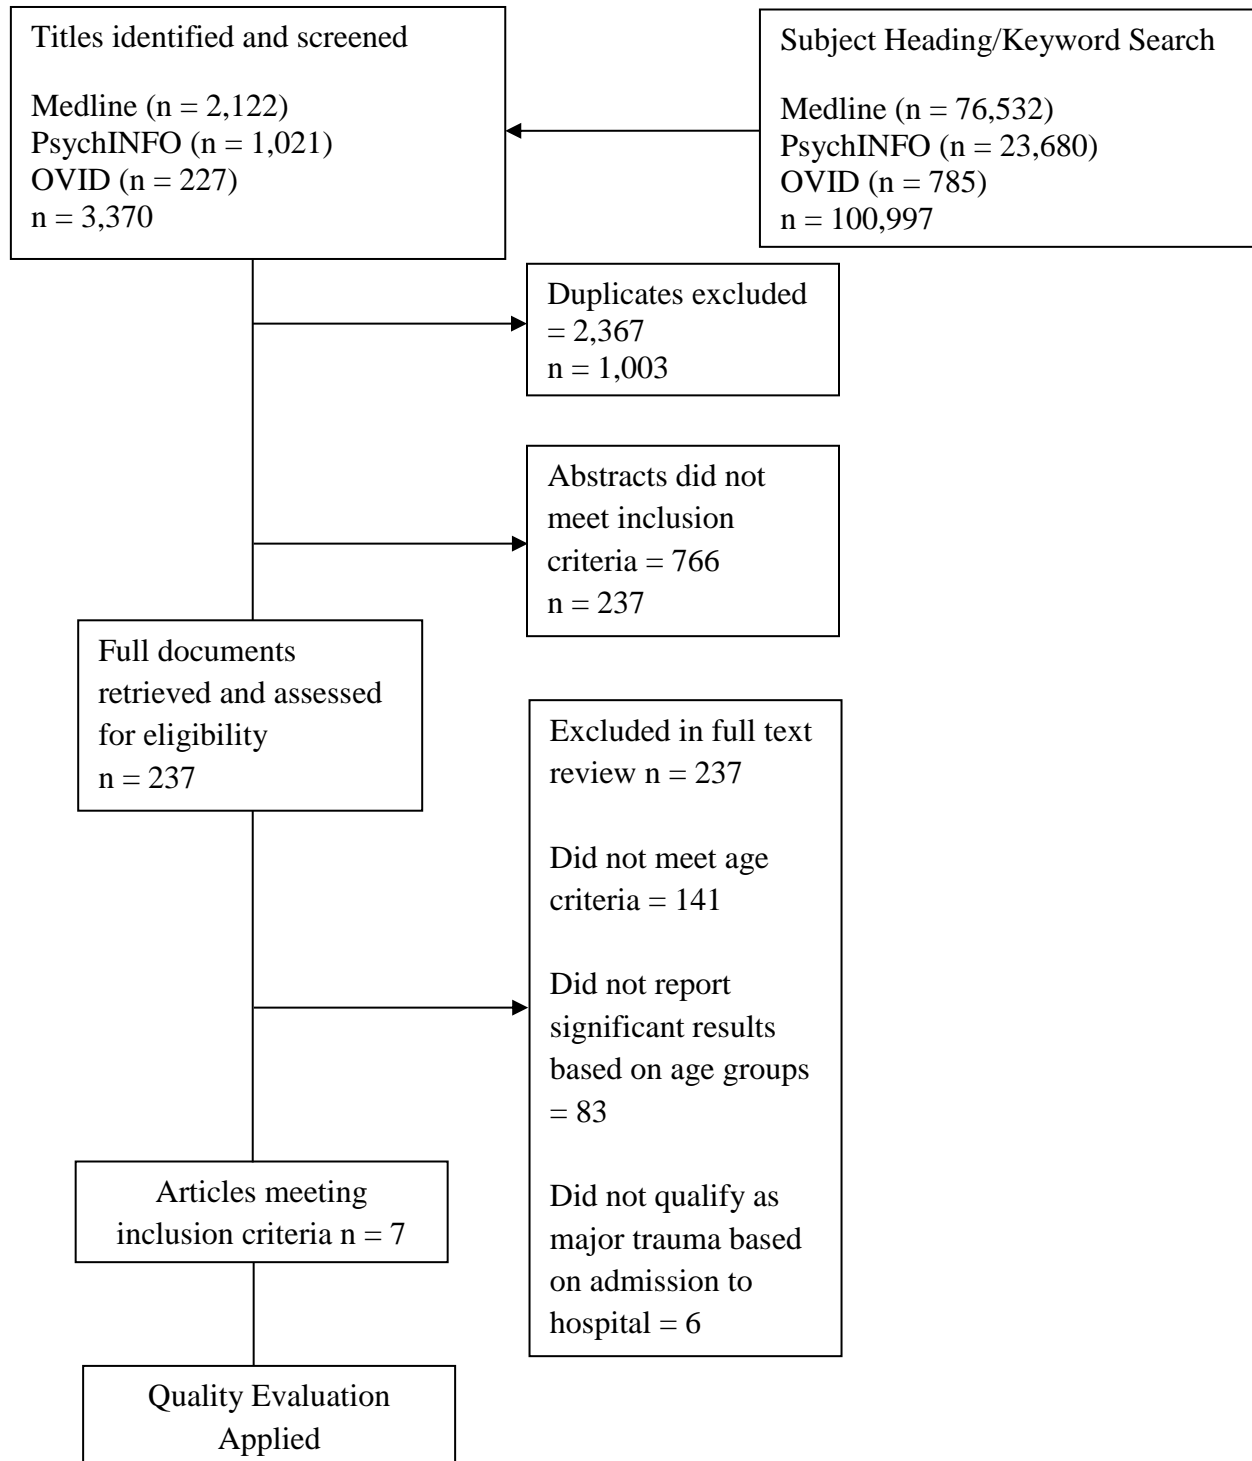 Titles identified and screened
Medline (n = 2,122)
PsychINFO (n = 1,021)
OVID (n = 227)
n = 3,370
Subject Heading/Keyword Search
Medline (n = 76,532)
PsychINFO (n = 23,680)
OVID (n = 785)
n = 100,997
Duplicates excluded
= 2,367
n = 1,003
Abstracts did not
meet inclusion
criteria = 766
n = 237
Full documents
retrieved and assessed
for eligibility
n = 237
Excluded in full text
review n = 237
Did not meet age
criteria = 141
Did not report
significant results
based on age groups
= 83
Did not qualify as
major trauma based
on admission to
hospital = 6
Articles meeting
inclusion criteria n = 7
Quality Evaluation
Applied